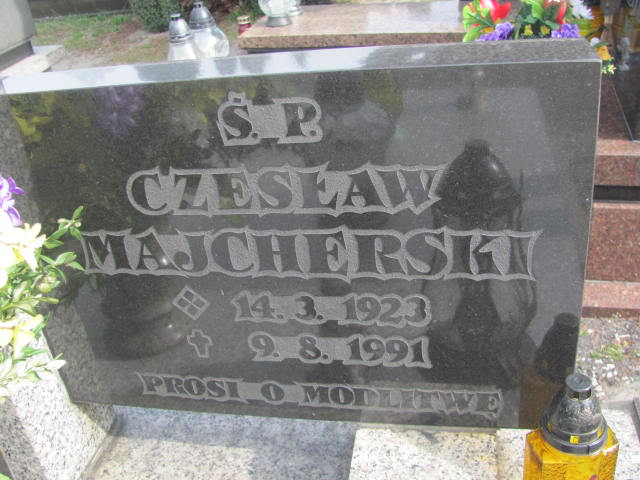 Ś. P.
CZESŁAW
MAJCHERSKI
14. 3. 1923
9. 8. 1991
PROSI O MODLITWĘ